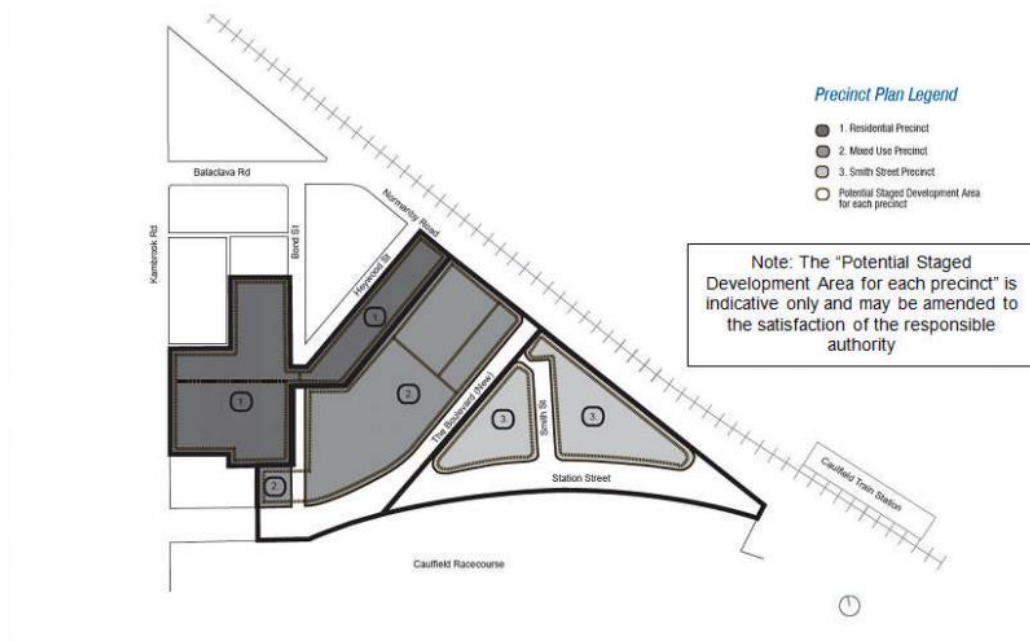 Precinct Plan Legend
1. Residential Precinct
2. Mixed Use Precinct
3. Smith Street Precinct
Potential Staged Development Area
for each precinct
Note: The “Potential Staged
Development Area for each precinct” is
indicative only and may be amended to
the satisfaction of the responsible
authority
Balaclava Rd
Kambrook Rd
Bond St
Normanby Road
Heywood St
1.
2.
1.
The Boulevard (New)
3.
Smith St
3.
2.
Station Street
Caulfield Train Station
Caulfield Racecourse